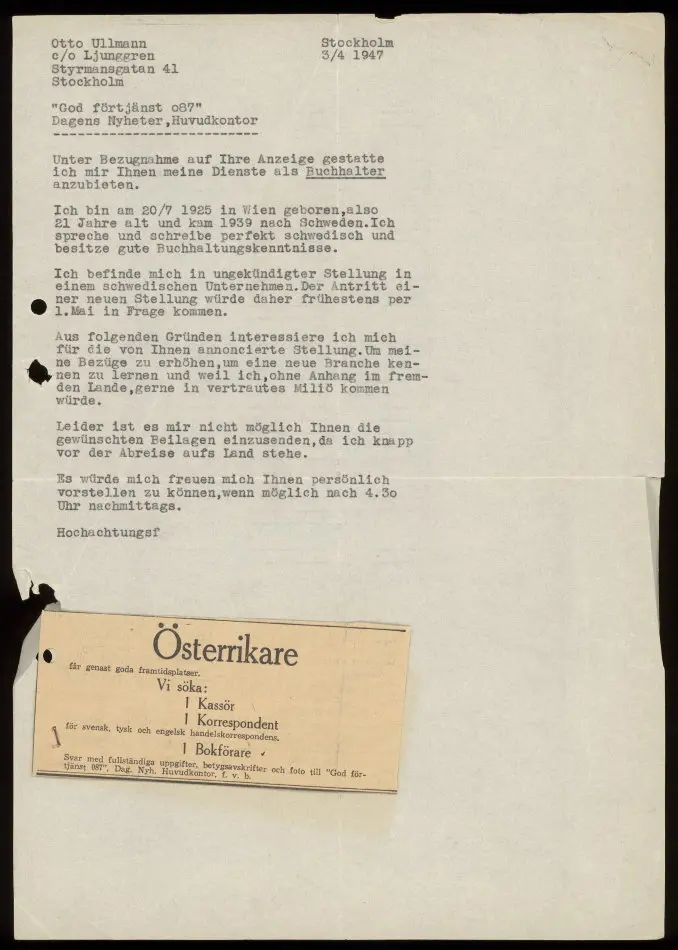 Otto Ullmann
c/o Ljunggren
Styrmansgatan 41
Stockholm
Stockholm
3/4 1947
"God förtjänst o87"
Dagens Nyheter,Huvudkontor
--------------------------
Unter Bezugnahme auf Ihre Anzeige gestatte
ich mir Ihnen meine Dienste als Buchhalter
anzubieten.
Ich bin am 20/7 1925 in Wien geboren,also
21 Jahre alt und kam 1939 nach Schweden.Ich
spreche und schreibe perfekt schwedisch und
besitze gute Buchhaltungskenntnisse.
Ich befinde mich in ungekündigter Stellung in
einem schwedischen Unternehmen.Der Antritt ei-
ner neuen Stellung würde daher frühestens per
1.Mai in Frage kommen.
Aus folgenden Gründen interessiere ich mich
für die von Ihnen annoncierte Stellung.Um mei-
ne Bezüge zu erhöhen,um eine neue Branche ken-
nen zu lernen und weil ich,ohne Anhang im frem-
den Lande,gerne in vertrautes Miliö kommen
würde.
Leider ist es mir nicht möglich Ihnen die
gewünschten Beilagen einzusenden,da ich knapp
vor der Abreise aufs Land stehe.
Es würde mich freuen mich Ihnen persönlich
vorstellen zu können,wenn möglich nach 4.3o
Uhr nachmittags.
Hochachtungsf
Österrikare
får genast goda framtidsplatser.
Vi söka:
1 Kassör
1 Korrespondent
för svensk, tysk och engelsk handelskorrespondens.
1 Bokförare
Svar med fullständiga uppgifter, betygsavskrifter och foto till "God för-
tjänst 087", Dag. Nyh. Huvudkontor, f. v. b.